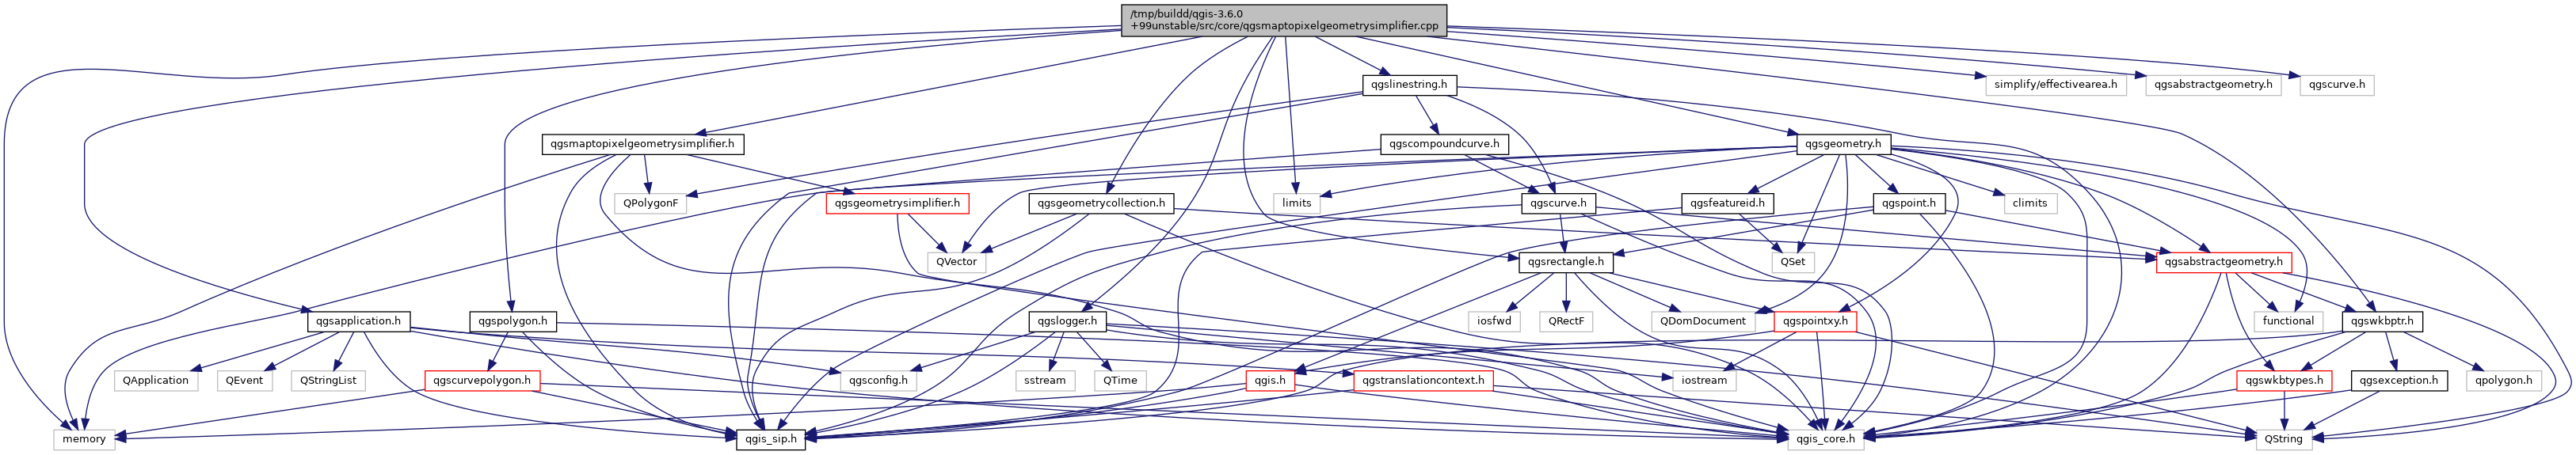 /tmp/buildd/qgis-3.6.0
+99unstable/src/core/qgsmaptopixelgeometrysimplifier.cpp
qgslinestring.h
simplify/effectivearea.h
qgsabstractgeometry.h
qgscurve.h
qgsmaptopixelgeometrysimplifier.h
qgscompoundcurve.h
qgsgeometry.h
QPolygonF
qgsgeometrysimplifier.h
qgsgeometrycollection.h
limits
qgscurve.h
qgsfeatureid.h
qgspoint.h
climits
QVector
qgsrectangle.h
QSet
qgsabstractgeometry.h
qgsapplication.h
qgspolygon.h
qgslogger.h
iosfwd
QRectF
QDomDocument
qgspointxy.h
functional
qgswkbptr.h
QApplication
QEvent
QStringList
qgscurvepolygon.h
qgsconfig.h
sstream
QTime
qgis.h
qgstranslationcontext.h
iostream
qgswkbtypes.h
qgsexception.h
qpolygon.h
memory
qgis_sip.h
qgis_core.h
QString